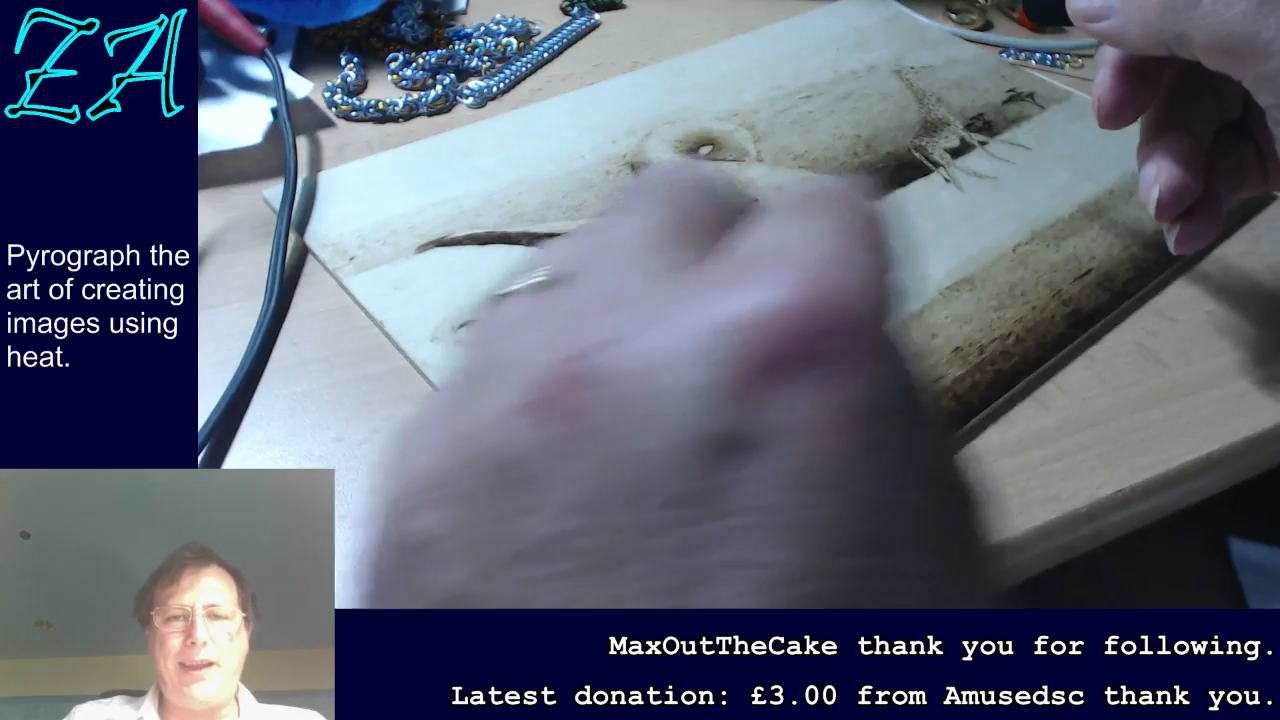 ZA
Pyrograph the
art of creating
images using
heat.
MaxOutTheCake thank you for following.
Latest donation: £3.00 from Amusedsc thank you.